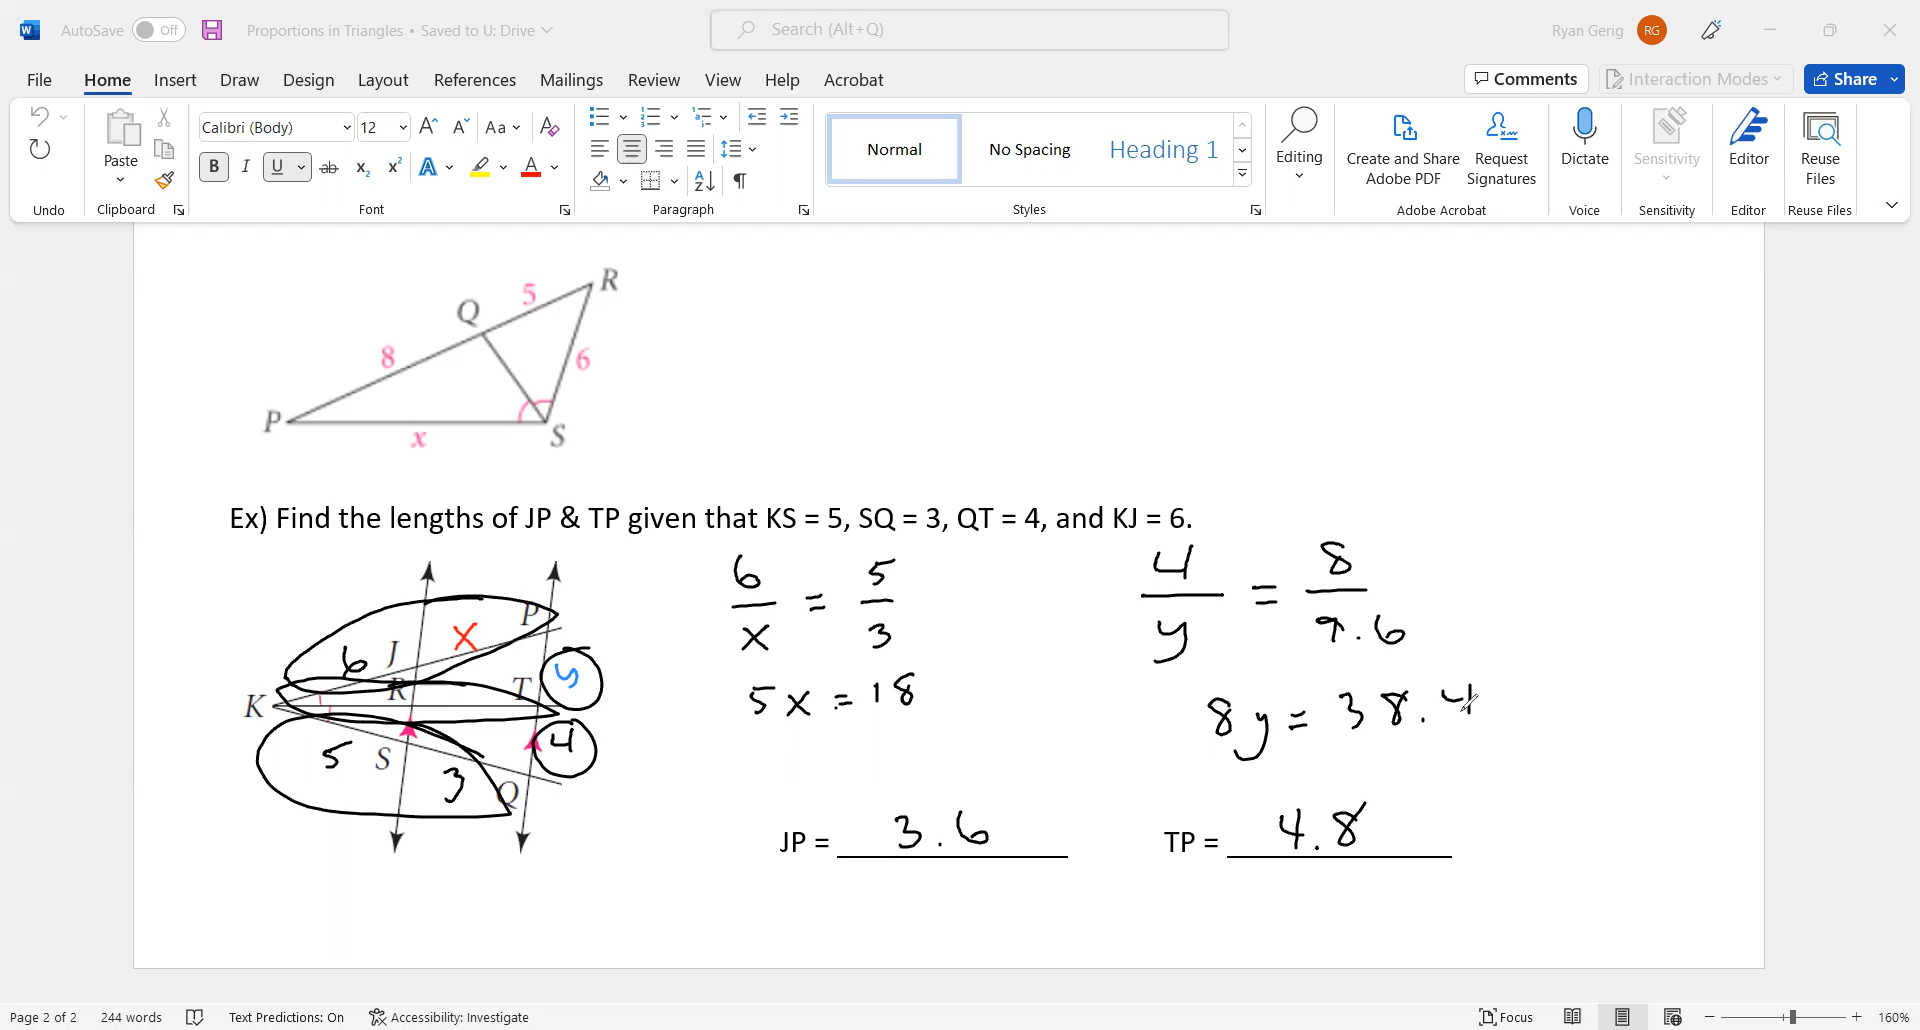 AutoSave Off Proportions in Triangles • Saved to U: Drive Search (Alt+Q) Ryan Gerig RG
File Home Insert Draw Design Layout References Mailings Review View Help Acrobat Comments Interaction Modes Share
Paste Calibri (Body) 12 A A Aa A Normal No Spacing Heading 1 Editing Create and Share Adobe PDF Request Signatures Dictate Sensitivity Editor Reuse Files
B I U ab x₂ x² A A
Undo Clipboard Font Paragraph Styles Adobe Acrobat Voice Sensitivity Editor Reuse Files
R
5
Q
8
6
P
x
S
Ex) Find the lengths of JP & TP given that KS = 5, SQ = 3, QT = 4, and KJ = 6.
6/x = 5/3
4/y = 8/9.6
P
J
x
6
K
R
T
y
5x = 18
8y = 38.4
5
S
3
4
Q
JP = 3.6
TP = 4.8
Page 2 of 2 244 words Text Predictions: On Accessibility: Investigate Focus 160%